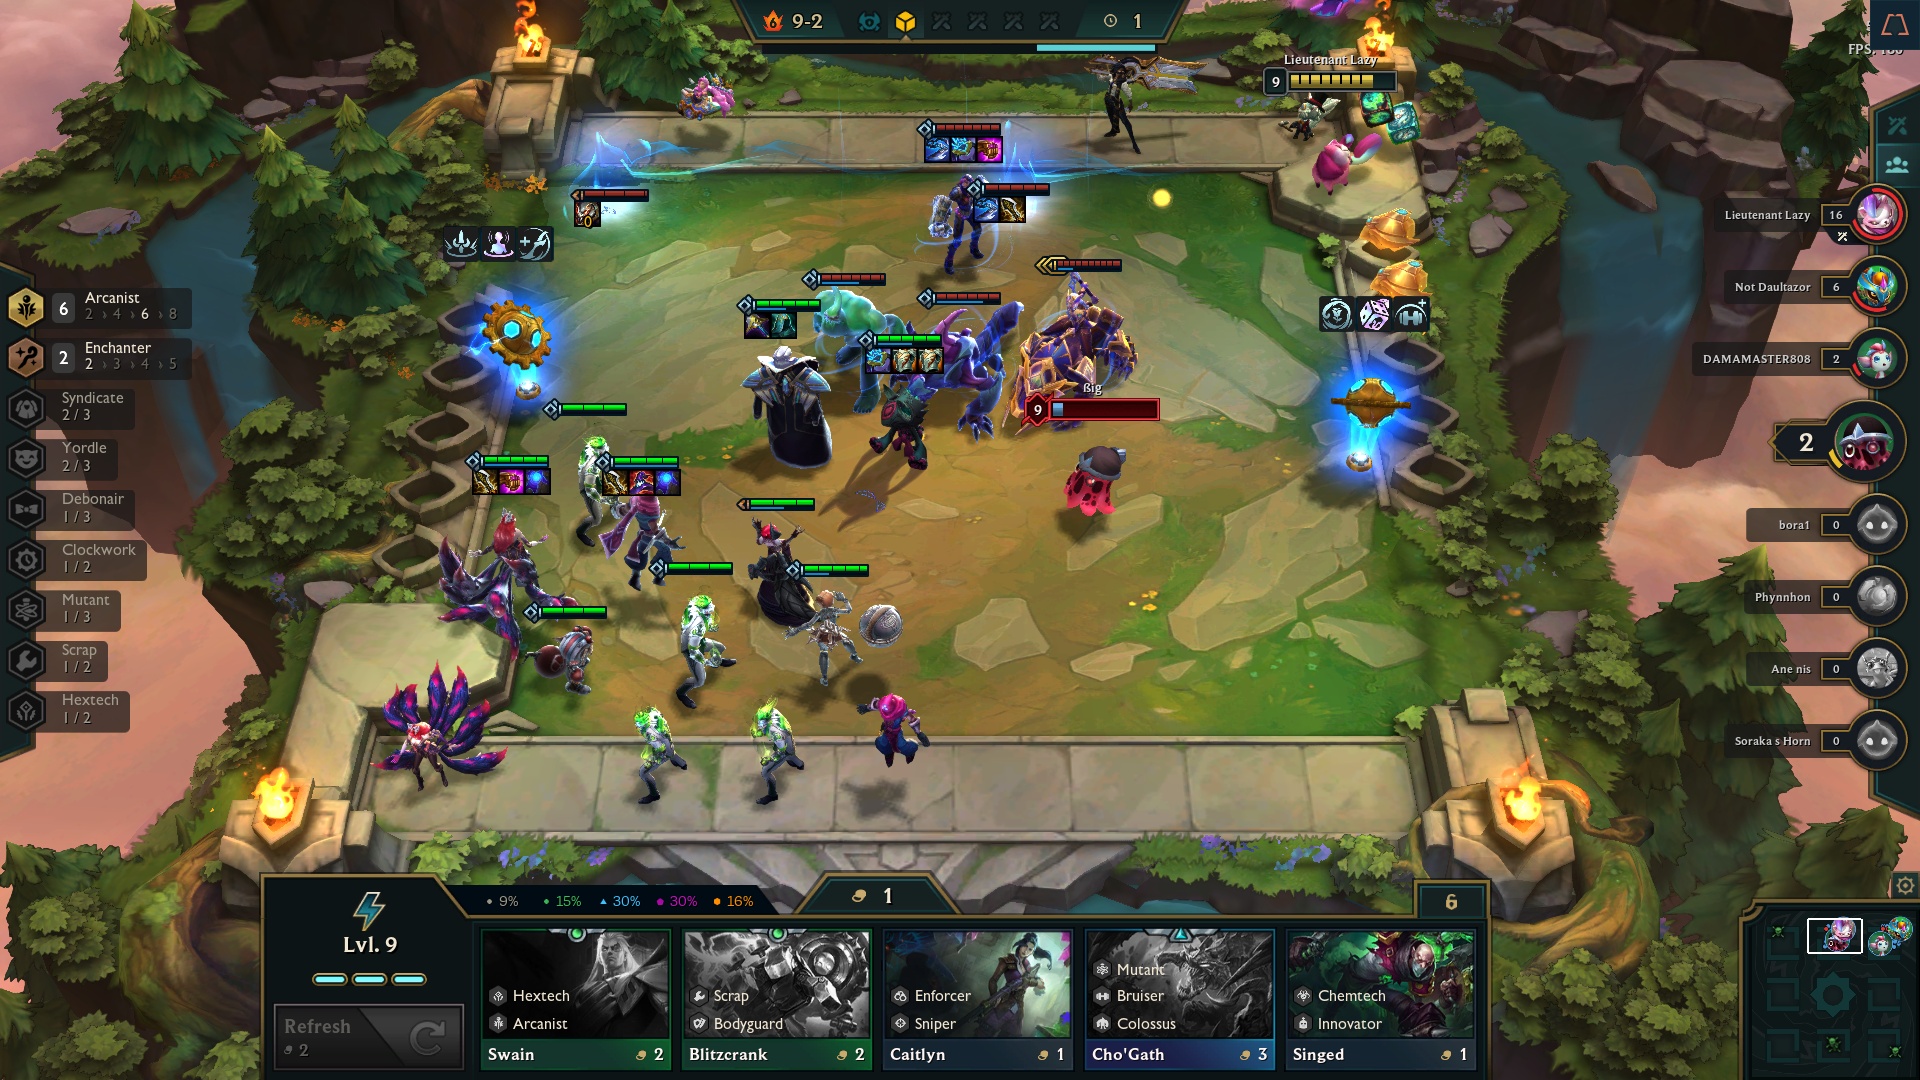 9-2
1
FPS:
Lieutenant Lazy
9
Lieutenant Lazy
16
Not Daultazor
6
DAMAMASTER808
2
2
bora1
0
Phynnhon
0
Ane nis
0
Soraka s Horn
0
6
Arcanist
2 › 4 › 6 › 8
2
Enchanter
2 › 3 › 4 › 5
Syndicate
2 / 3
Yordle
2 / 3
Debonair
1 / 3
Clockwork
1 / 2
Mutant
1 / 3
Scrap
1 / 2
Hextech
1 / 2
0
ßig
9
9%
15%
30%
30%
16%
1
6
Lvl. 9
Refresh
2
Hextech
Arcanist
Swain
2
Scrap
Bodyguard
Blitzcrank
2
Enforcer
Sniper
Caitlyn
1
Mutant
Bruiser
Colossus
Cho'Gath
3
Chemtech
Innovator
Singed
1